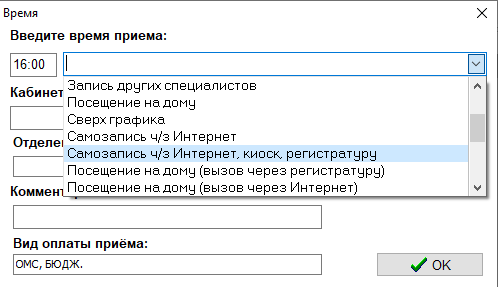 Время
Введите время приема:
16:00
Запись других специалистов
Кабинет
Посещение на дому
Сверх графика
Самозапись ч/з Интернет
Отделе
Самозапись ч/з Интернет, киоск, регистратуру
Посещение на дому (вызов через регистратуру)
Посещение на дому (вызов через Интернет)
Коммент
Вид оплаты приёма:
ОМС, БЮДЖ.
OK